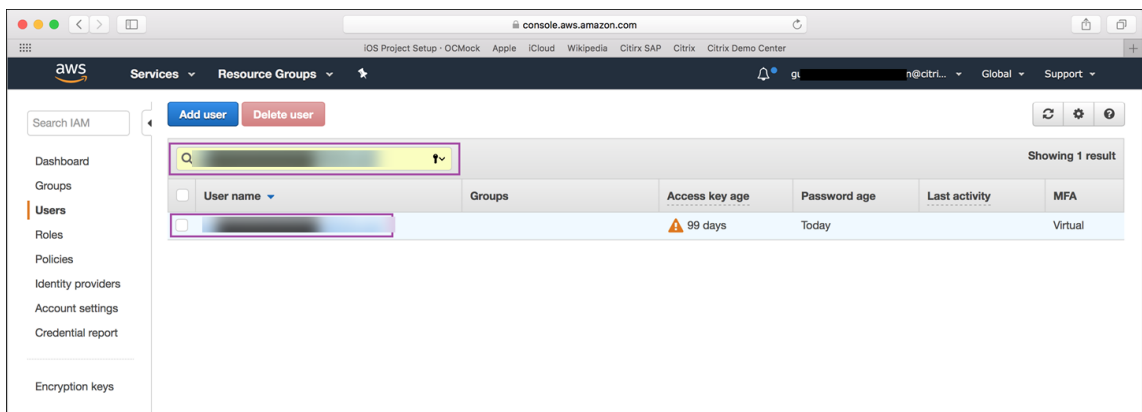 console.aws.amazon.com
iOS Project Setup · OCMock Apple iCloud Wikipedia Citirx SAP Citrix Citrix Demo Center
aws Services Resource Groups gu n@citri... Global Support
Search IAM
Add user Delete user
Showing 1 result
Dashboard
Groups
Users
Roles
Policies
Identity providers
Account settings
Credential report
Encryption keys
User name Groups Access key age Password age Last activity MFA
99 days Today Virtual